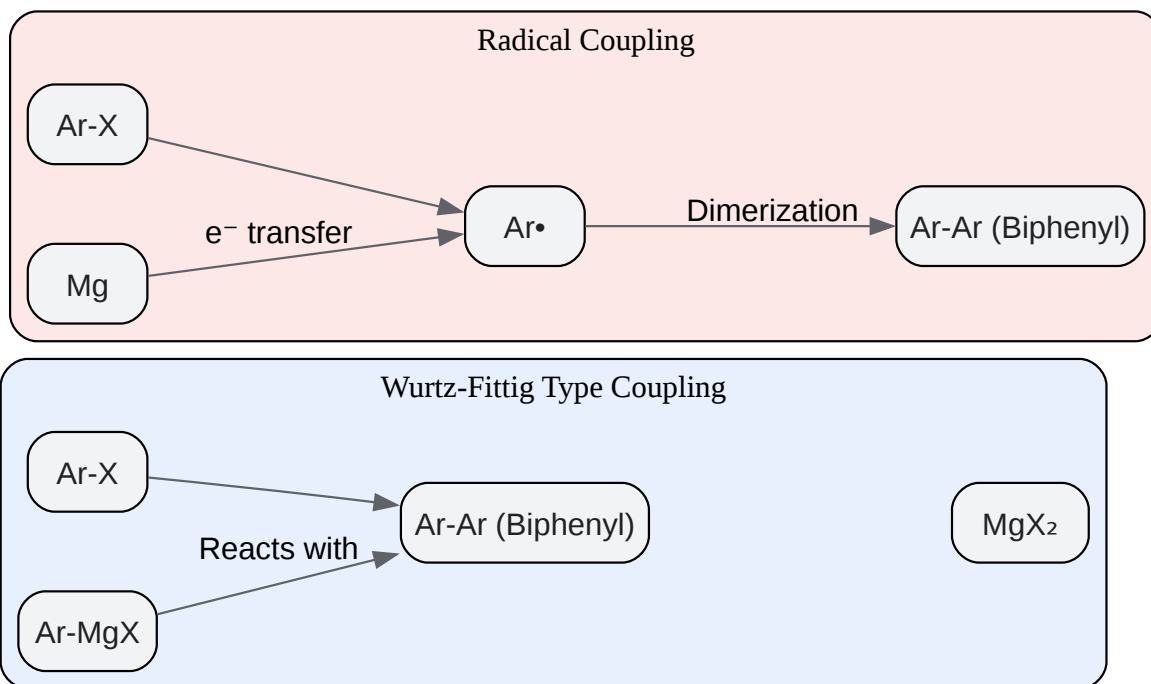 Radical Coupling
Ar-X
Mg
e⁻ transfer
Ar•
Dimerization
Ar-Ar (Biphenyl)
Wurtz-Fittig Type Coupling
Ar-X
Ar-MgX
Reacts with
Ar-Ar (Biphenyl)
MgX₂